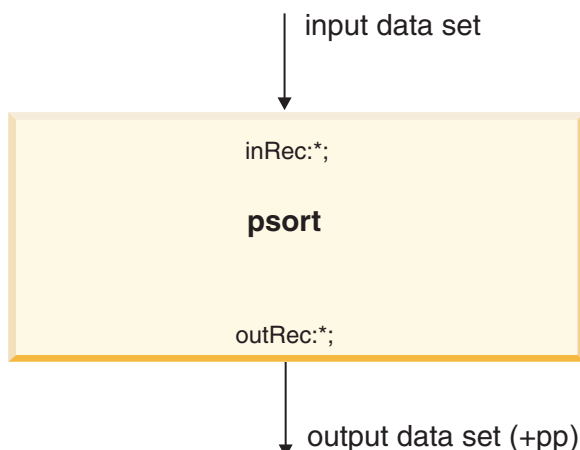 input data set
inRec:*;
psort
outRec:*;
output data set (+pp)